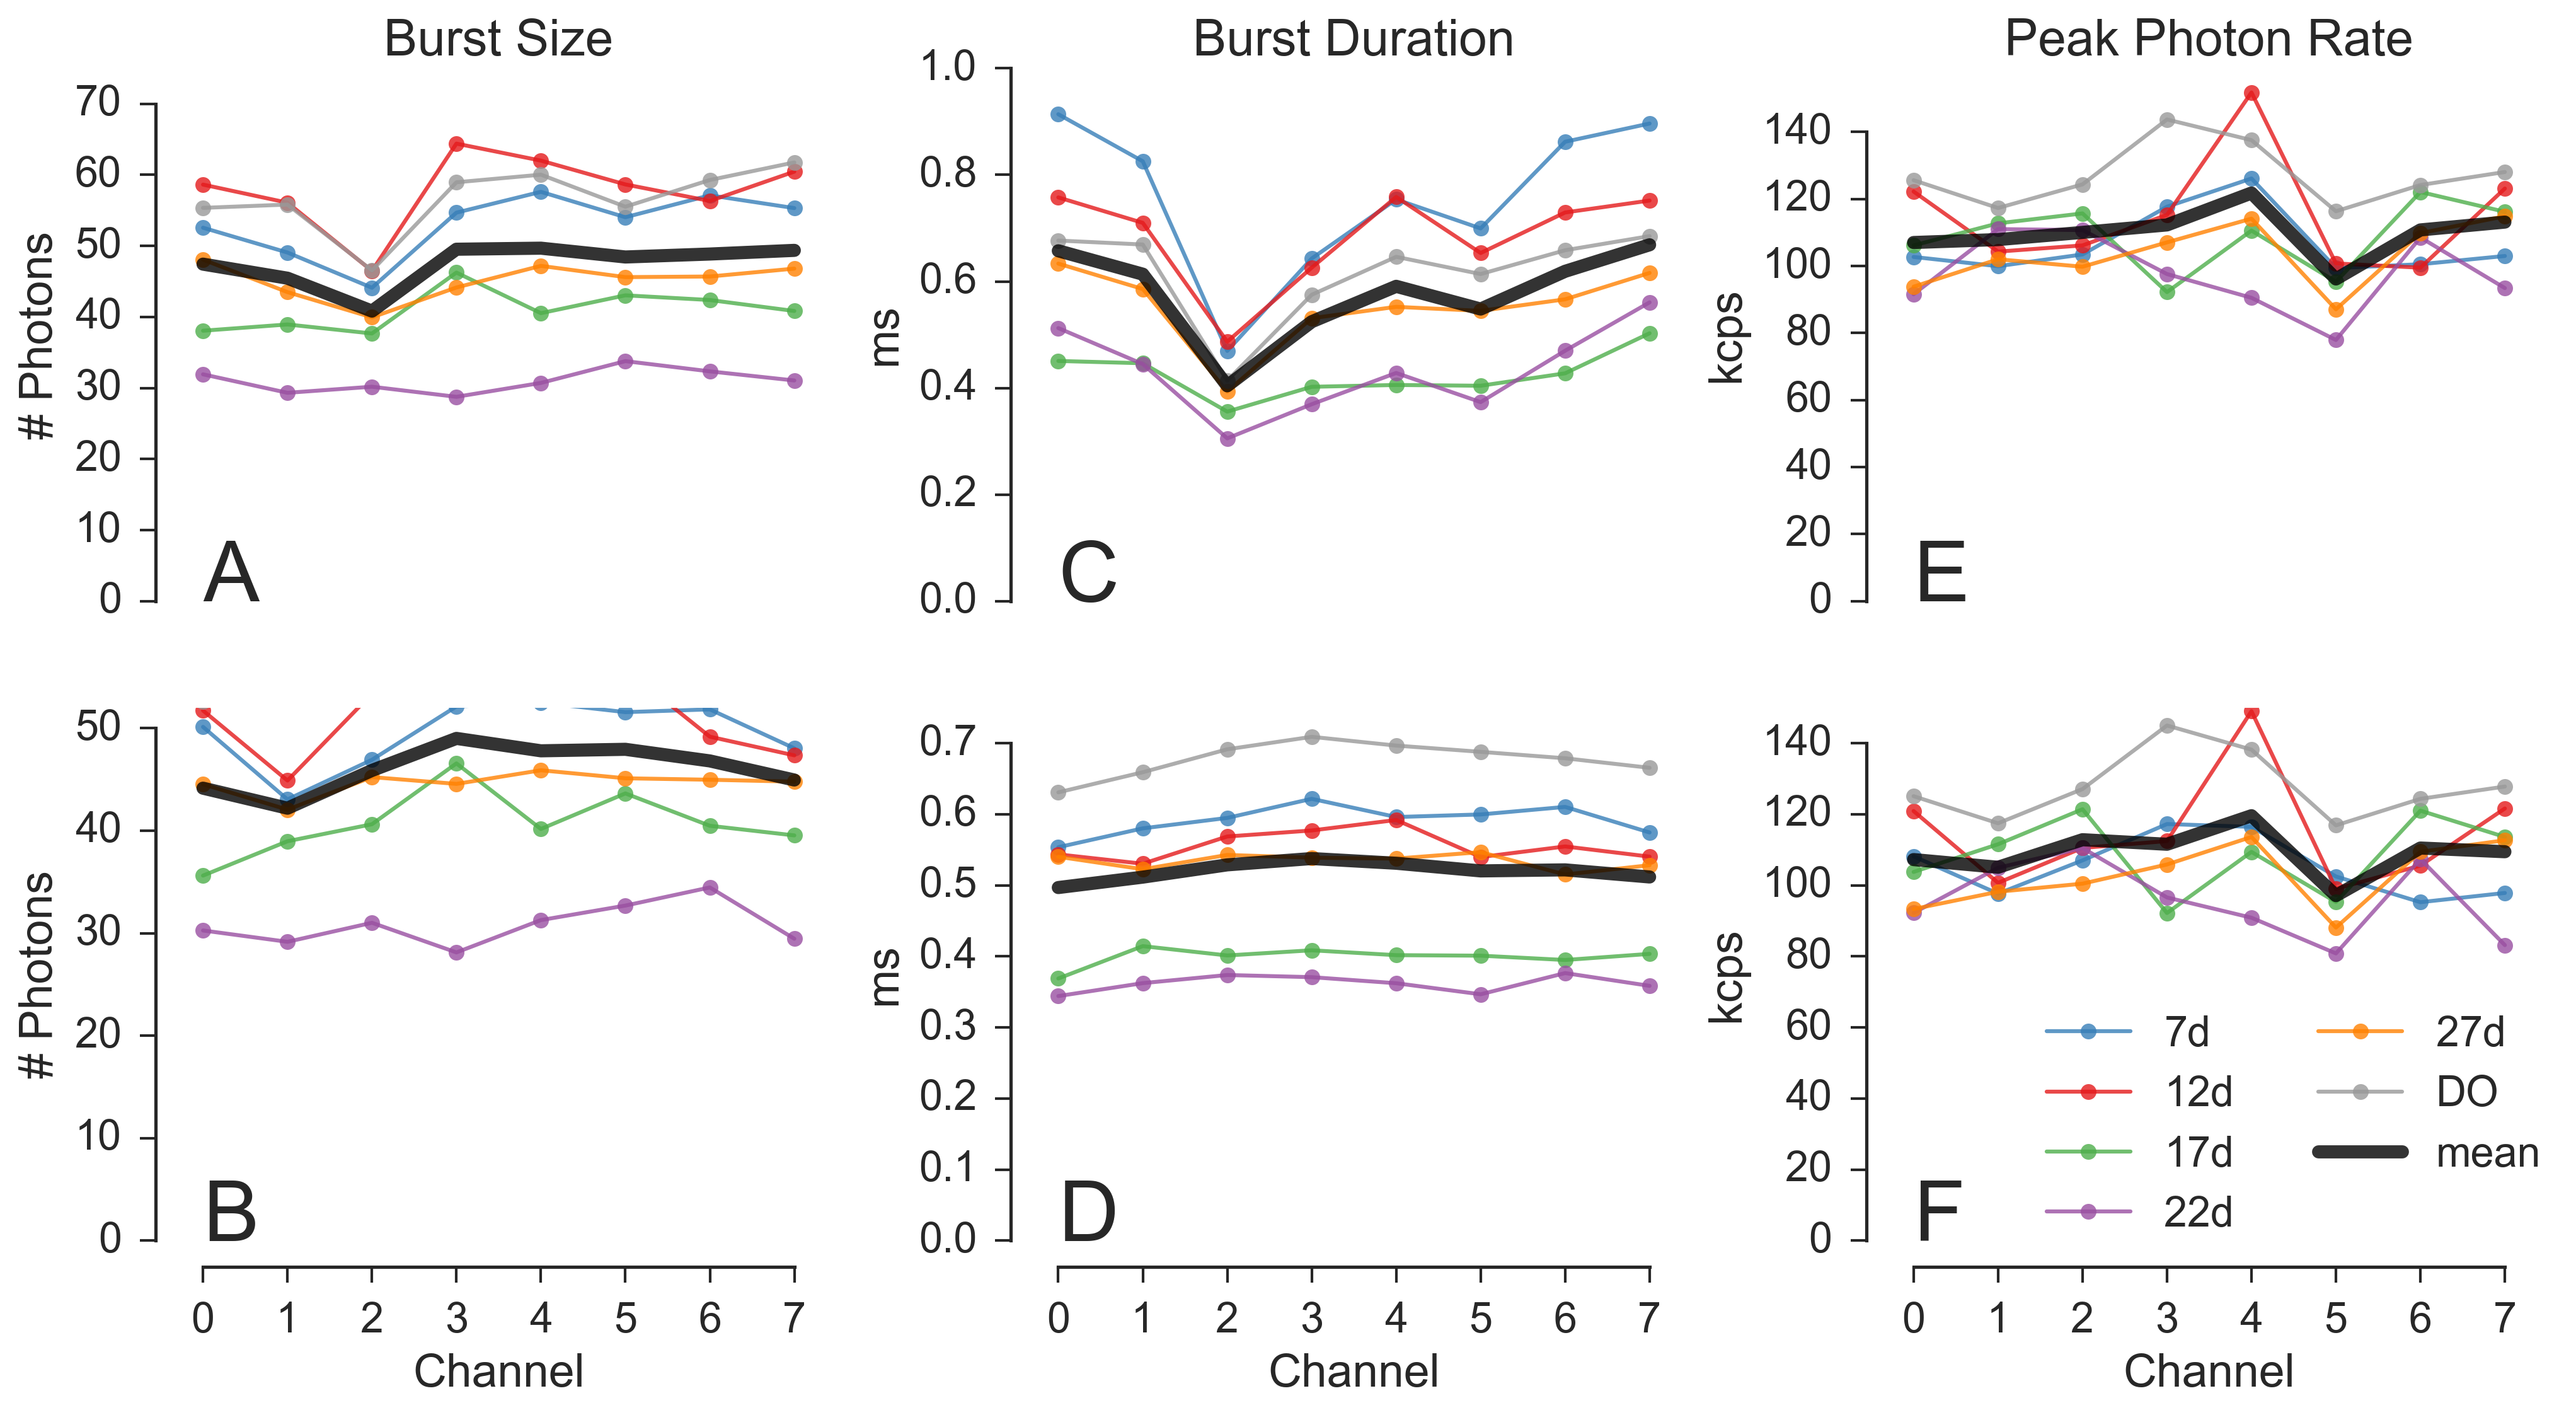 Burst Size
Burst Duration
Peak Photon Rate
# Photons
70
60
50
40
30
20
10
0
A
ms
1.0
0.8
0.6
0.4
0.2
0.0
C
kcps
140
120
100
80
60
40
20
0
E
# Photons
50
40
30
20
10
0
B
0 1 2 3 4 5 6 7
Channel
ms
0.7
0.6
0.5
0.4
0.3
0.2
0.1
0.0
D
0 1 2 3 4 5 6 7
Channel
kcps
140
120
100
80
60
40
20
0
F
7d
12d
17d
22d
27d
DO
mean
0 1 2 3 4 5 6 7
Channel